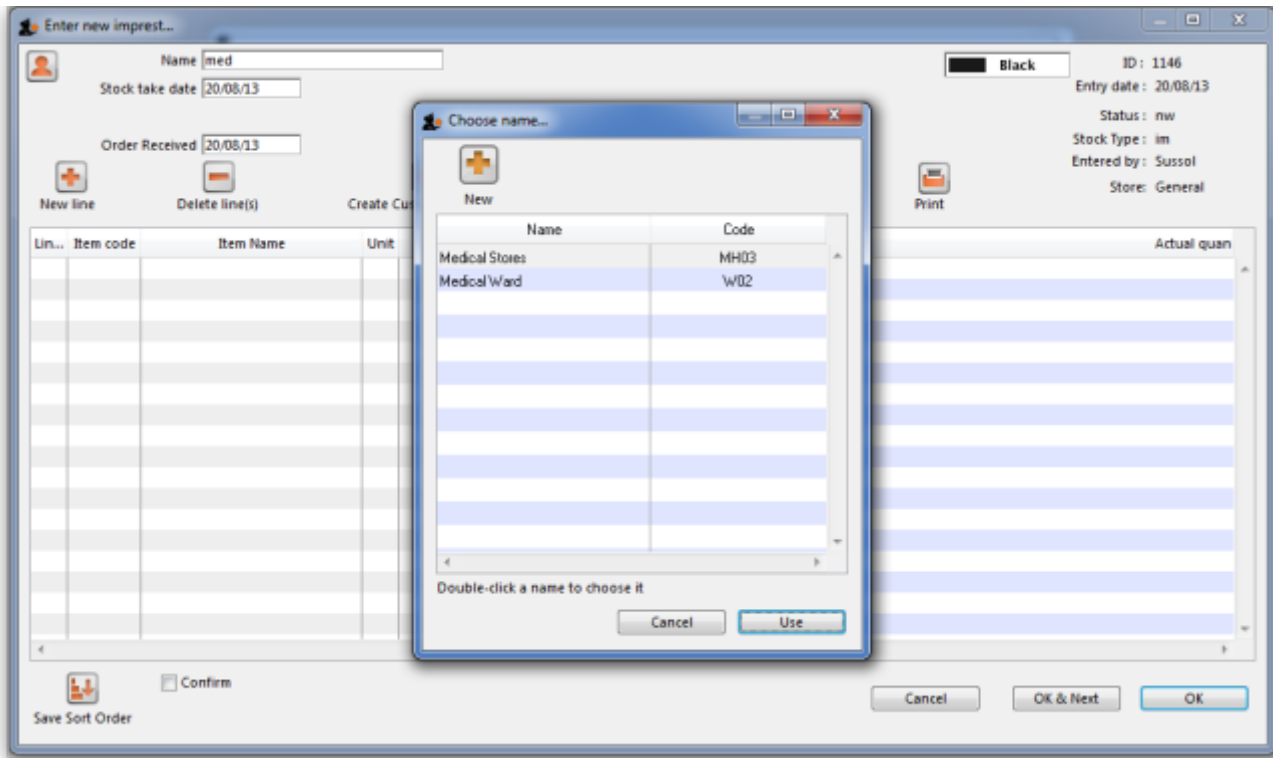 Enter new imprest...
Name med
Black
ID : 1146
Stock take date 20/08/13
Entry date : 20/08/13
Status : nw
Order Received 20/08/13
Stock Type : im
Entered by : Sussol
Store: General
New line
Delete line(s)
Create Cus
Print
Lin... Item code Item Name Unit
Actual quan
Choose name...
New
Name Code
Medical Stores MH03
Medical Ward W02
Double-click a name to choose it
Cancel Use
Confirm
Save Sort Order
Cancel OK & Next OK